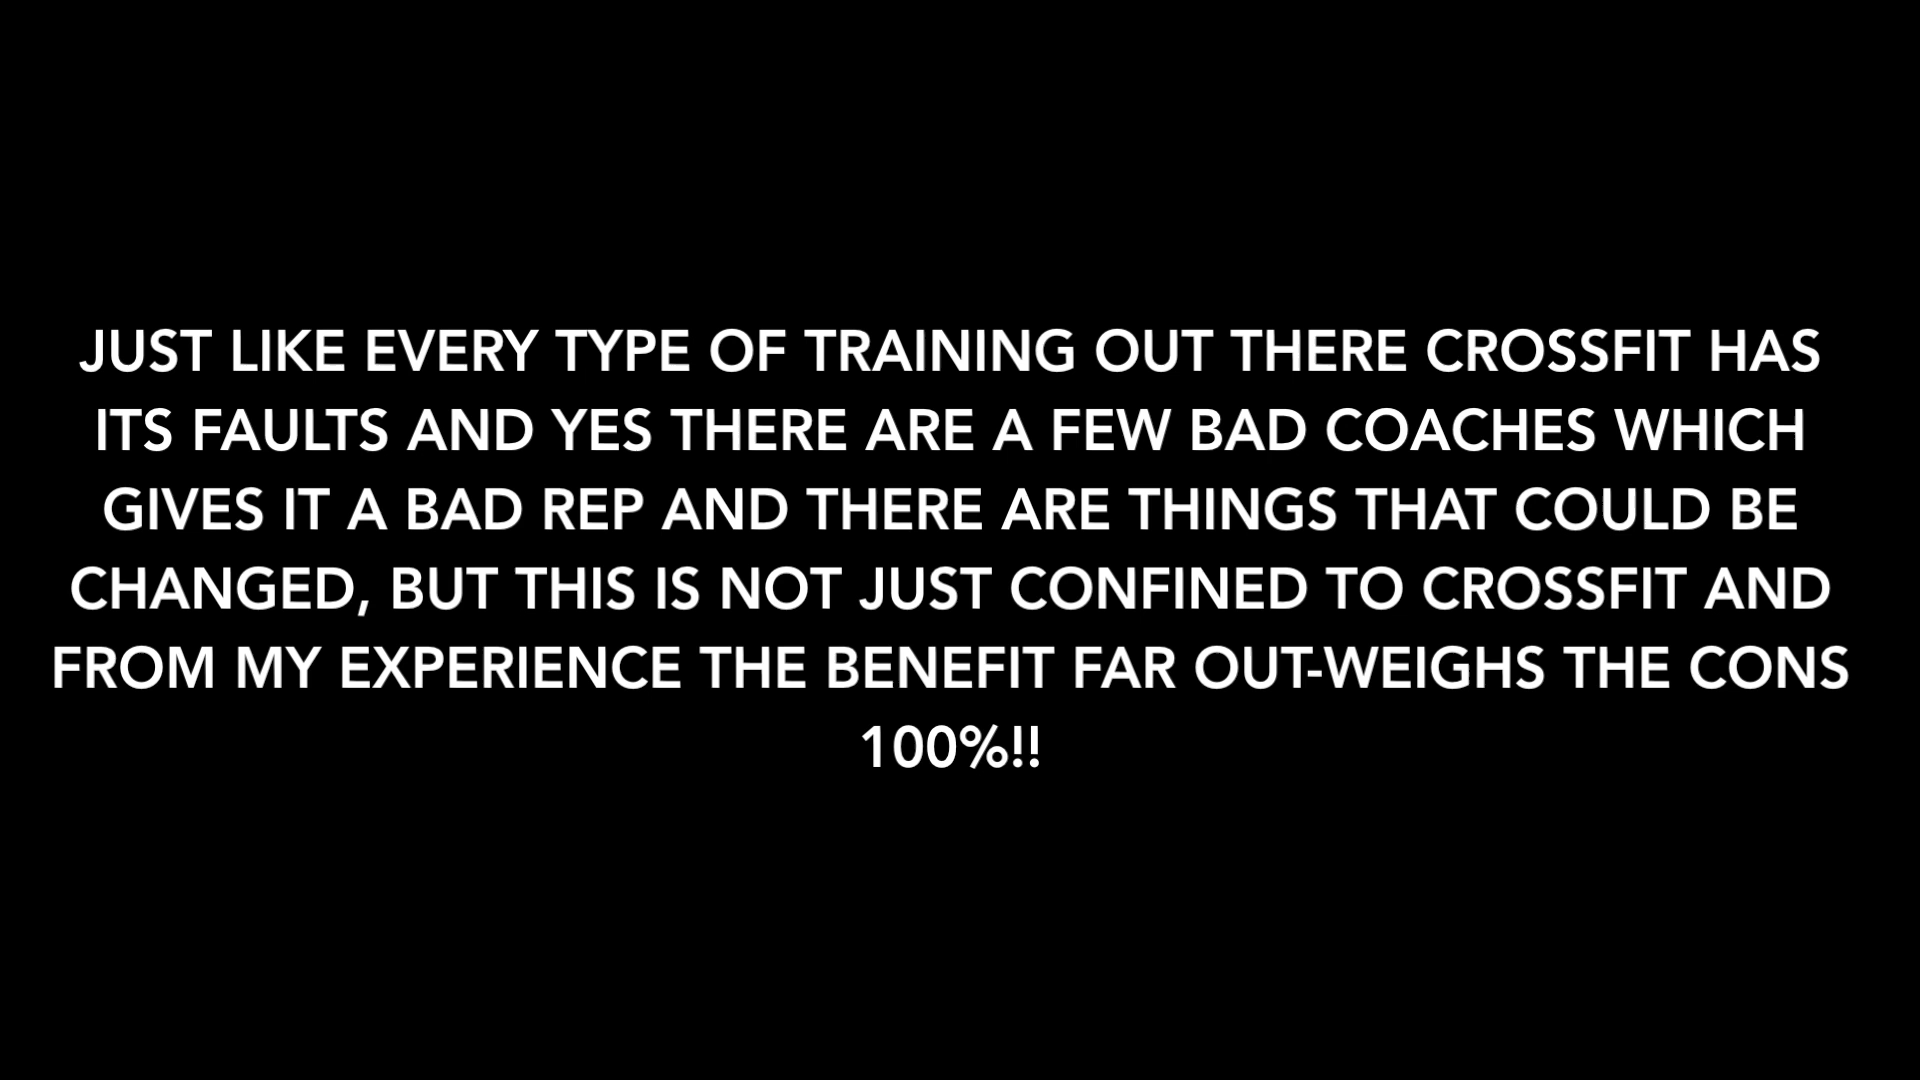 JUST LIKE EVERY TYPE OF TRAINING OUT THERE CROSSFIT HAS
ITS FAULTS AND YES THERE ARE A FEW BAD COACHES WHICH
GIVES IT A BAD REP AND THERE ARE THINGS THAT COULD BE
CHANGED, BUT THIS IS NOT JUST CONFINED TO CROSSFIT AND
FROM MY EXPERIENCE THE BENEFIT FAR OUT-WEIGHS THE CONS
100%!!